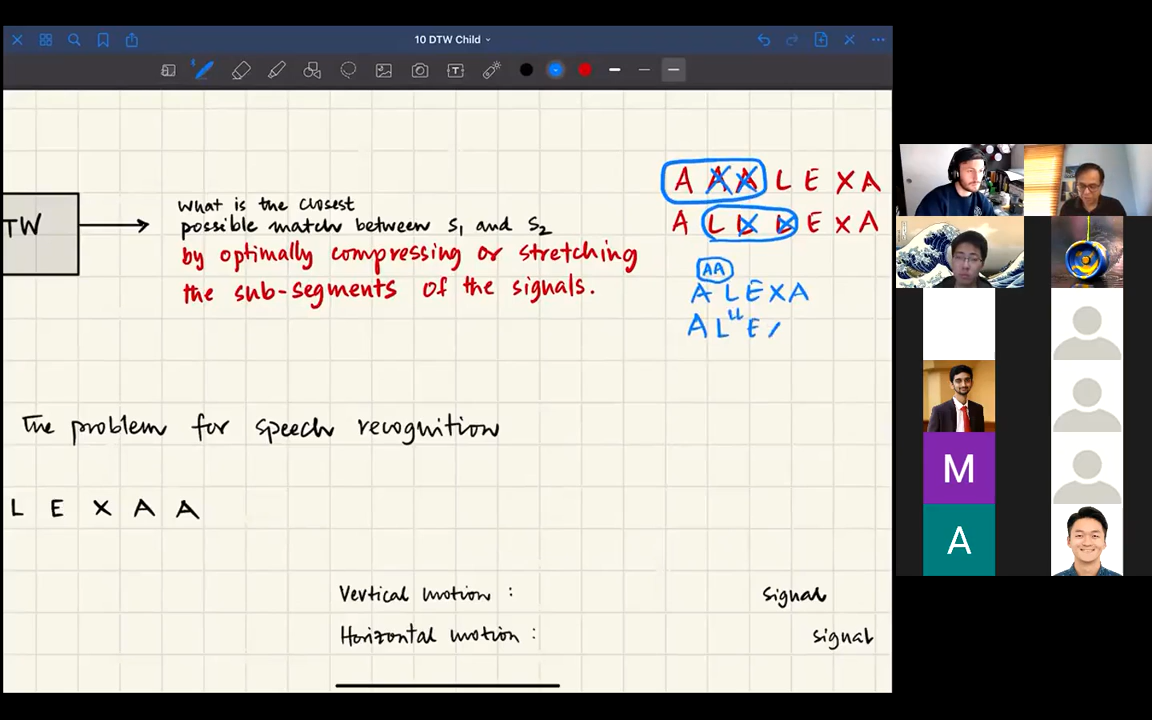 10 DTW Child
A A A L E X A
A L L L E X A
TW
What is the closest
possible match between S1 and S2
by optimally compressing or stretching
the sub-segments of the signals.
AA
A L E X A
LL
A L E
The problem for speech recognition
L E X A A
Vertical motion : signal
Horizontal motion : signal
M
A